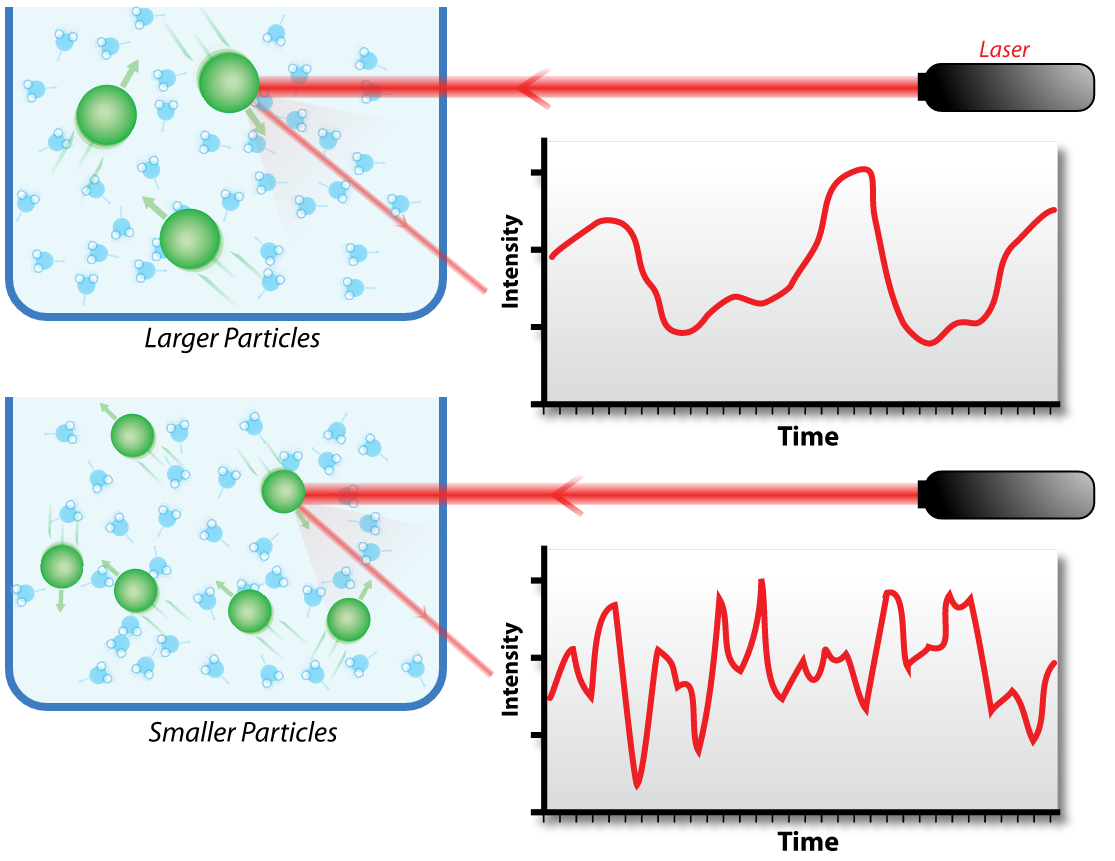 Laser
Intensity
Time
Larger Particles
Intensity
Time
Smaller Particles